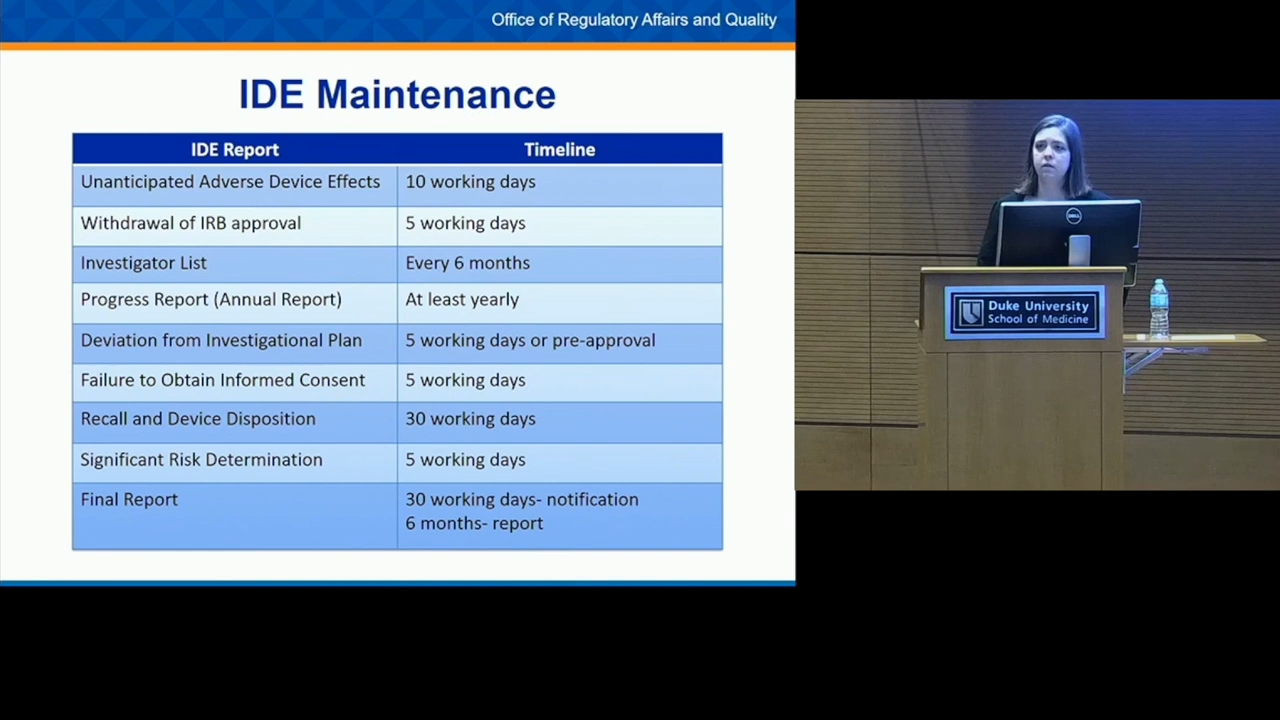 Office of Regulatory Affairs and Quality
IDE Maintenance
IDE Report Timeline
Unanticipated Adverse Device Effects 10 working days
Withdrawal of IRB approval 5 working days
Investigator List Every 6 months
Progress Report (Annual Report) At least yearly
Deviation from Investigational Plan 5 working days or pre-approval
Failure to Obtain Informed Consent 5 working days
Recall and Device Disposition 30 working days
Significant Risk Determination 5 working days
Final Report 30 working days- notification
6 months- report
DELL
Duke University
School of Medicine